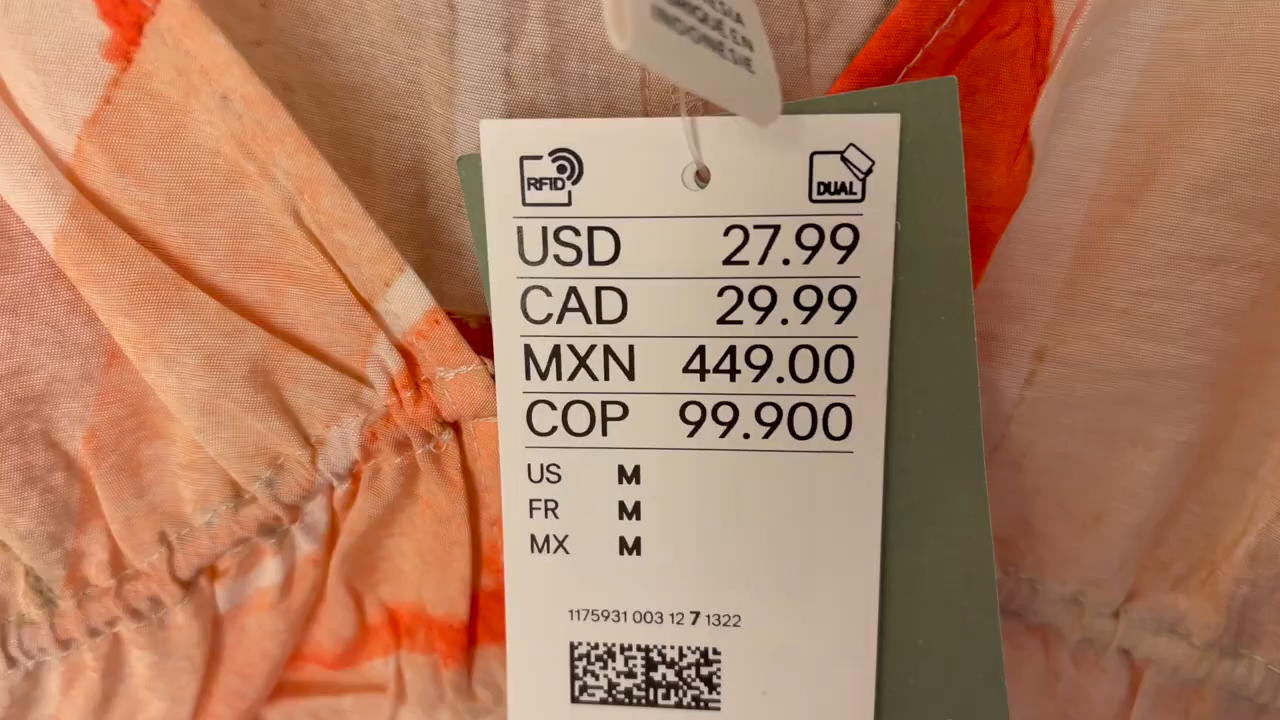 INDONESIE
RFID
DUAL
USD 27.99
CAD 29.99
MXN 449.00
COP 99.900
US M
FR M
MX M
1175931 003 12 7 1322